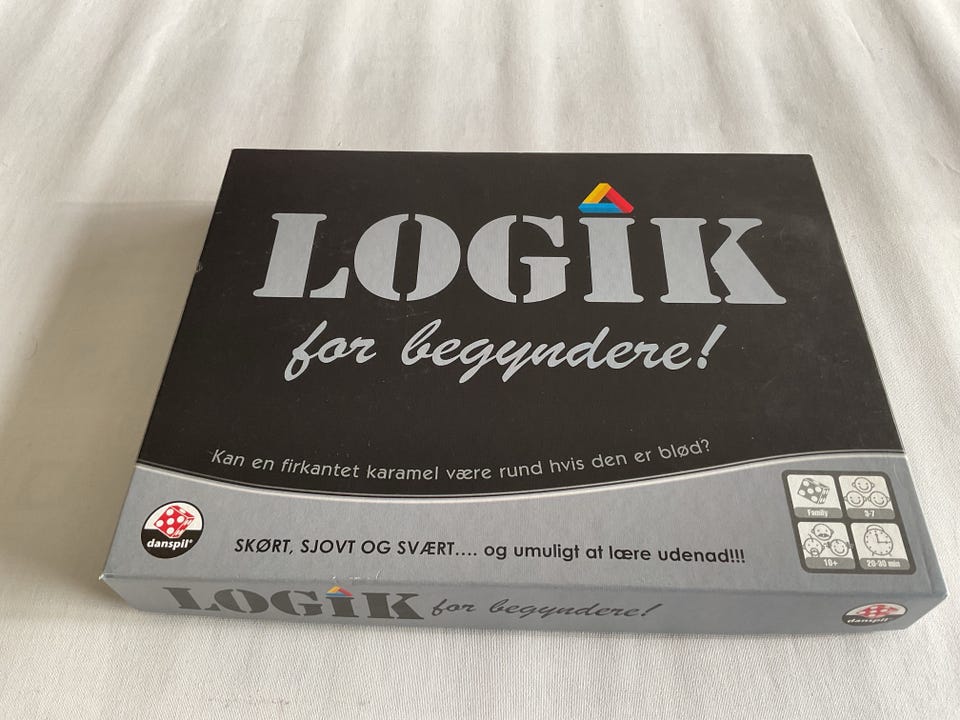 LOGIK
for begyndere!
Kan en firkantet karamel være rund hvis den er blød?
danspil®
SKØRT, SJOVT OG SVÆRT.... og umuligt at lære udenad!!!
Family
3-7
10+
20-30 min
LOGIK for begyndere!
danspil®